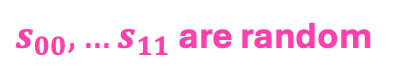 s₀₀, ... s₁₁ are random